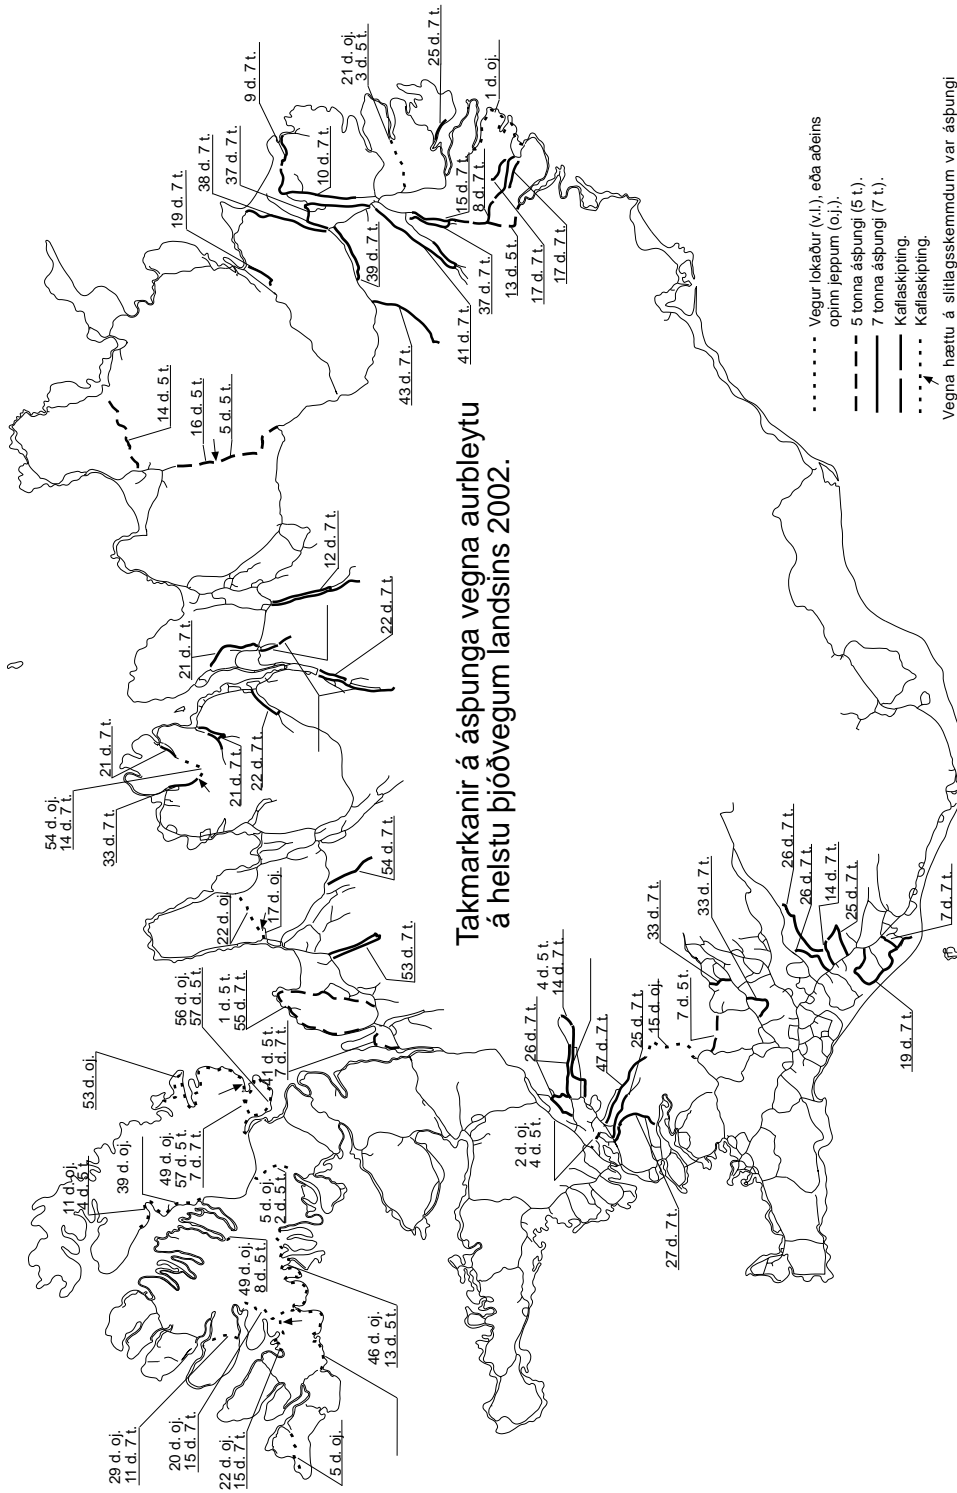 Takmarkanir á ásþunga vegna aurbleytu
á helstu þjóðvegum landsins 2002.
29 d. oj.
11 d. 7 t.
20 d. oj.
15 d. 7 t.
22 d. oj.
15 d. 7 t.
5 d. oj.
46 d. oj.
13 d. 5 t.
49 d. oj.
8 d. 5 t.
5 d. oj.
2 d. 5 t.
11 d. oj.
4 d. 5 t.
39 d. oj.
49 d. oj.
57 d. 5 t.
7 d. 7 t.
53 d. oj.
56 d. oj.
57 d. 5 t.
41 d. 5 t.
7 d. 7 t.
1 d. 5 t.
55 d. 7 t.
53 d. 7 t.
22 d. oj.
17 d. oj.
54 d. 7 t.
54 d. oj.
14 d. 7 t.
33 d. 7 t.
21 d. 7 t.
21 d. 7 t.
22 d. 7 t.
21 d. 7 t.
22 d. 7 t.
12 d. 7 t.
14 d. 5 t.
16 d. 5 t.
5 d. 5 t.
19 d. 7 t.
38 d. 7 t.
37 d. 7 t.
9 d. 7 t.
10 d. 7 t.
21 d. oj.
3 d. 5 t.
25 d. 7 t.
1 d. oj.
39 d. 7 t.
43 d. 7 t.
41 d. 7 t.
37 d. 7 t.
15 d. 7 t.
8 d. 7 t.
13 d. 5 t.
17 d. 7 t.
17 d. 7 t.
26 d. 7 t.
4 d. 5 t.
14 d. 7 t.
47 d. 7 t.
25 d. 7 t.
15 d. oj.
7 d. 5 t.
2 d. oj.
4 d. 5t.
27 d. 7 t.
33 d. 7 t.
33 d. 7 t.
26 d. 7 t.
26 d. 7 t.
14 d. 7 t.
25 d. 7 t.
7 d. 7 t.
19 d. 7 t.
Vegur lokaður (v.l.), eða aðeins
opinn jeppum (o.j.).
5 tonna ásþungi (5 t.).
7 tonna ásþungi (7 t.).
Kaflaskipting.
Kaflaskipting.
Vegna hættu á slitlagsskemmdum var ásþungi